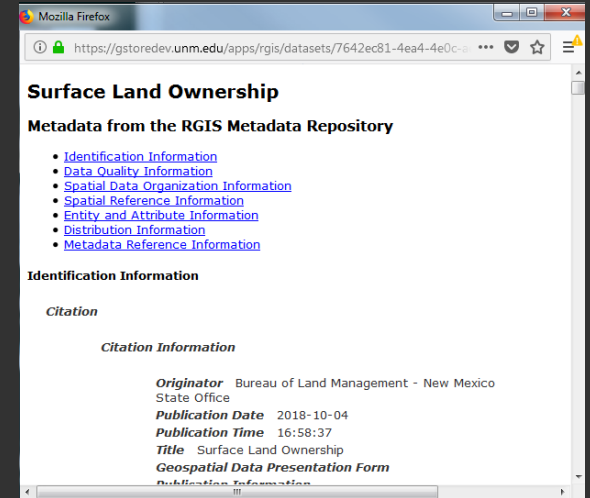 Mozilla Firefox
https://gstoredev.unm.edu/apps/rgis/datasets/7642ec81-4ea4-4e0c-a
Surface Land Ownership
Metadata from the RGIS Metadata Repository
Identification Information
Data Quality Information
Spatial Data Organization Information
Spatial Reference Information
Entity and Attribute Information
Distribution Information
Metadata Reference Information
Identification Information
Citation
Citation Information
Originator Bureau of Land Management - New Mexico
State Office
Publication Date 2018-10-04
Publication Time 16:58:37
Title Surface Land Ownership
Geospatial Data Presentation Form
Publication Information